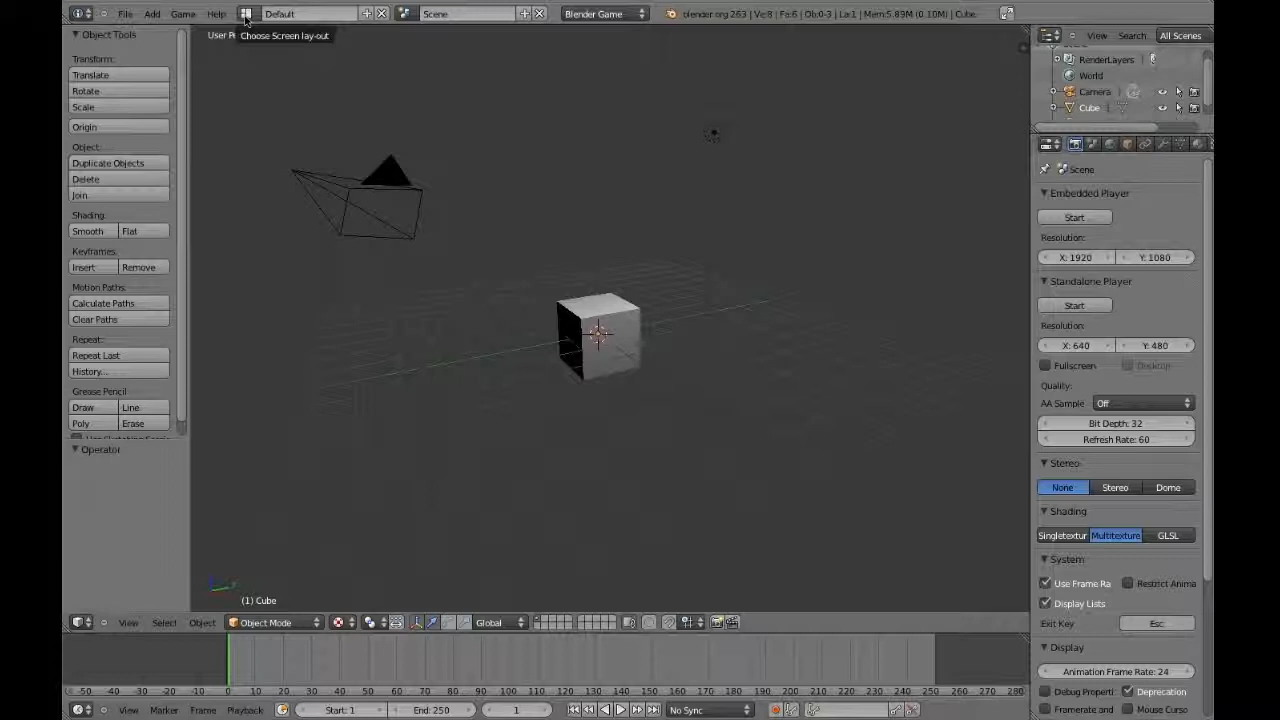 File Add Game Help Default Scene Blender Game blender.org 263 | Ve:8 | Fa:6 | Ob:0-3 | La:1 | Mem:5.89M (0.10M) | Cube
Choose Screen lay-out
User Pe
Object Tools
Transform:
Translate
Rotate
Scale
Origin
Object:
Duplicate Objects
Delete
Join
Shading:
Smooth Flat
Keyframes:
Insert Remove
Motion Paths:
Calculate Paths
Clear Paths
Repeat:
Repeat Last
History...
Grease Pencil:
Draw Line
Poly Erase
Operator
(1) Cube
View Select Object Object Mode Global
-50 -40 -30 -20 -10 0 10 20 30 40 50 60 70 80 90 100 110 120 130 140 150 160 170 180 190 200 210 220 230 240 250 260 270 280
View Marker Frame Playback Start: 1 End: 250 1 No Sync
View Search All Scenes
RenderLayers
World
Camera
Cube
Scene
Embedded Player
Start
Resolution:
X: 1920 Y: 1080
Standalone Player
Start
Resolution:
X: 640 Y: 480
Fullscreen Desktop
Quality:
AA Sample Off
Bit Depth: 32
Refresh Rate: 60
Stereo
None Stereo Dome
Shading
Singletextur Multitexture GLSL
System
Use Frame Ra Restrict Anima
Display Lists
Exit Key Esc
Display
Animation Frame Rate: 24
Debug Properti Deprecation
Framerate and Mouse Curso